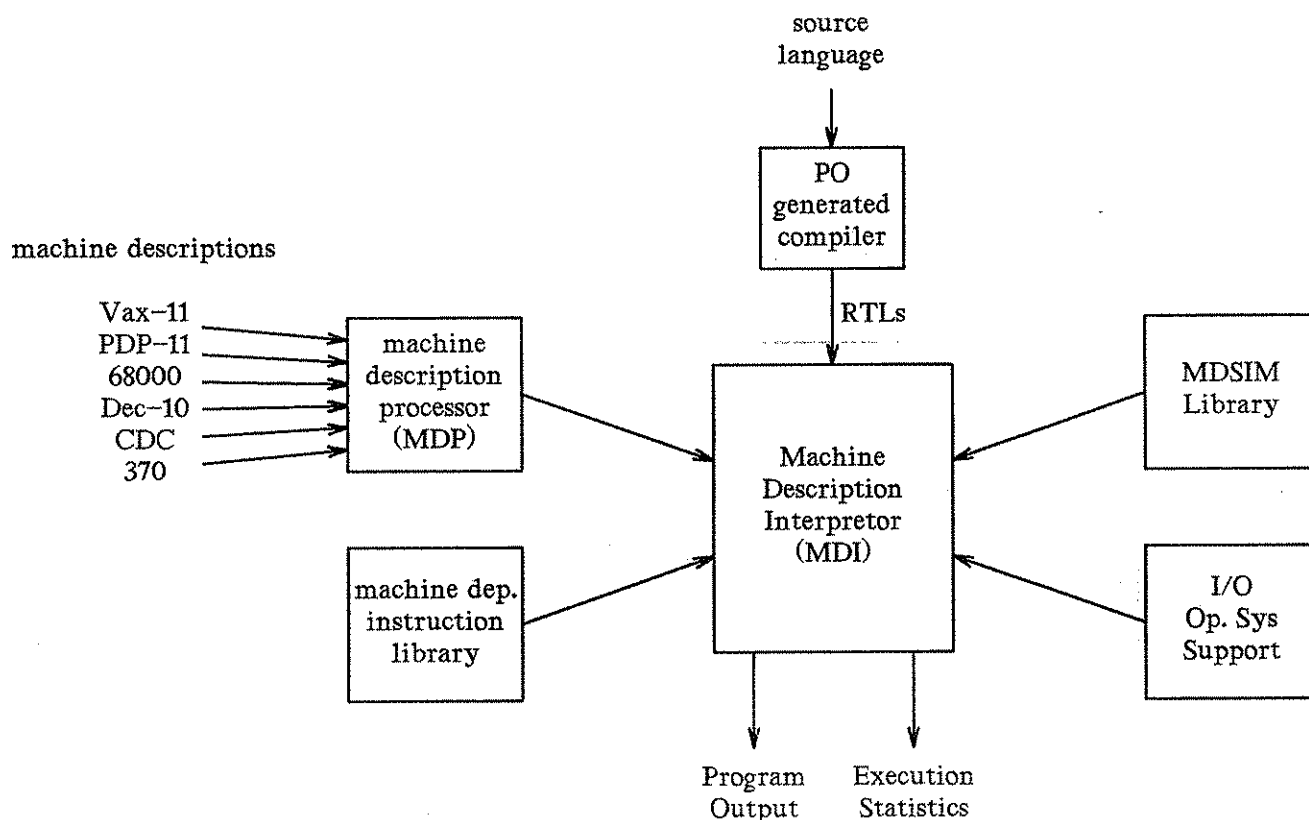 source
language
PO
generated
compiler
RTLs
machine descriptions
Vax-11
PDP-11
68000
Dec-10
CDC
370
machine
description
processor
(MDP)
machine dep.
instruction
library
Machine
Description
Interpretor
(MDI)
MDSIM
Library
I/O
Op. Sys
Support
Program
Output
Execution
Statistics